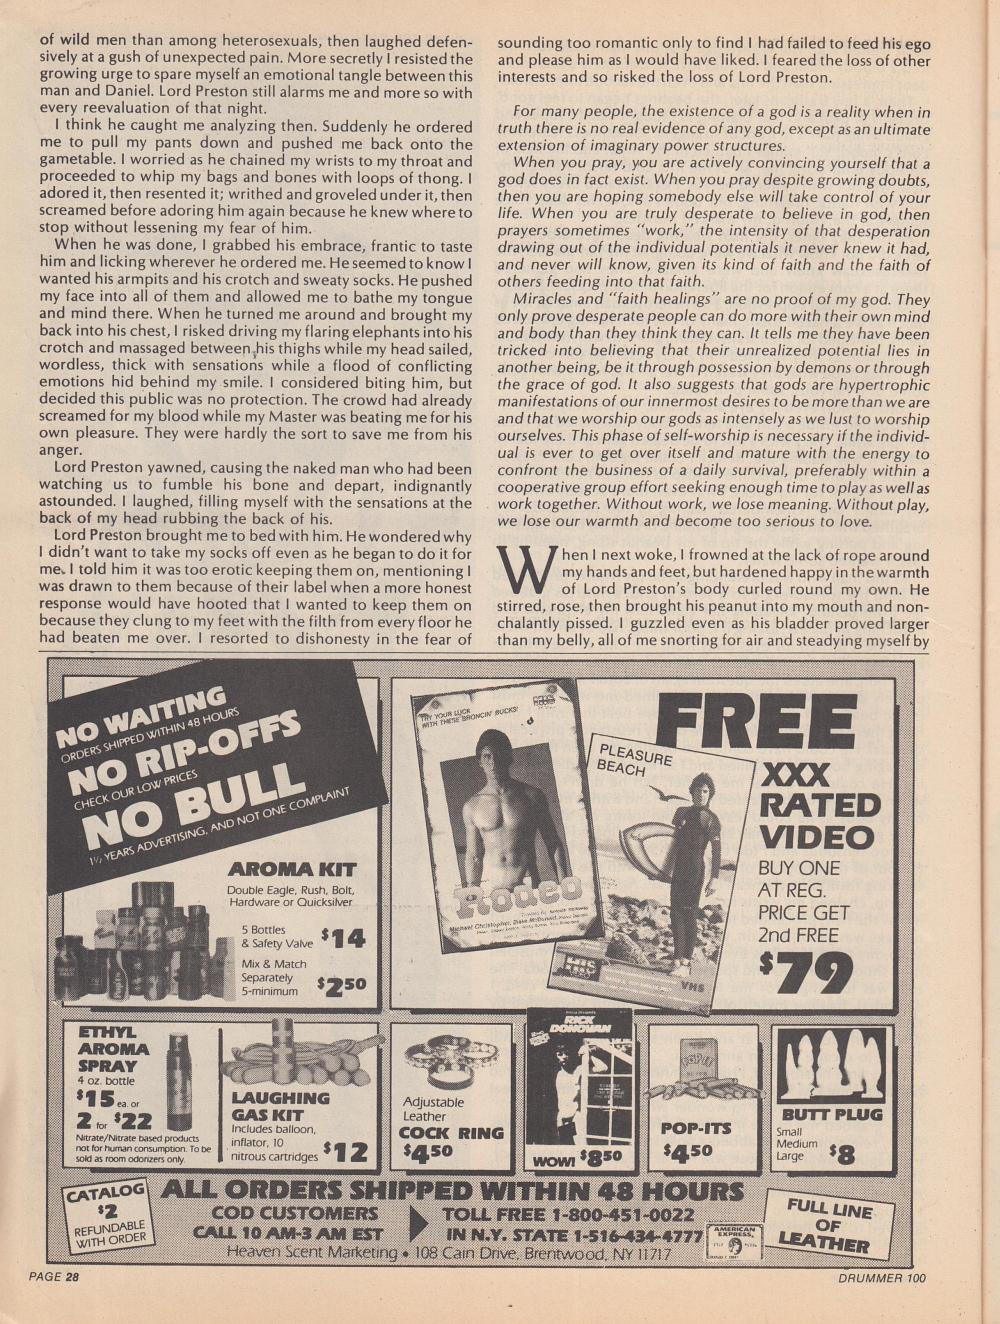 of wild men than among heterosexuals, then laughed defen-
sively at a gush of unexpected pain. More secretly I resisted the
growing urge to spare myself an emotional tangle between this
man and Daniel. Lord Preston still alarms me and more so with
every reevaluation of that night.
I think he caught me analyzing then. Suddenly he ordered
me to pull my pants down and pushed me back onto the
gametable. I worried as he chained my wrists to my throat and
proceeded to whip my bags and bones with loops of thong. I
adored it, then resented it; writhed and groveled under it, then
screamed before adoring him again because he knew where to
stop without lessening my fear of him.
When he was done, I grabbed his embrace, frantic to taste
him and licking wherever he ordered me. He seemed to know I
wanted his armpits and his crotch and sweaty socks. He pushed
my face into all of them and allowed me to bathe my tongue
and mind there. When he turned me around and brought my
back into his chest, I risked driving my flaring elephants into his
crotch and massaged between his thighs while my head sailed,
wordless, thick with sensations while a flood of conflicting
emotions hid behind my smile. I considered biting him, but
decided this public was no protection. The crowd had already
screamed for my blood while my Master was beating me for his
own pleasure. They were hardly the sort to save me from his
anger.
Lord Preston yawned, causing the naked man who had been
watching us to fumble his bone and depart, indignantly
astounded. I laughed, filling myself with the sensations at the
back of my head rubbing the back of his.
Lord Preston brought me to bed with him. He wondered why
I didn't want to take my socks off even as he began to do it for
me. I told him it was too erotic keeping them on, mentioning I
was drawn to them because of their label when a more honest
response would have hooted that I wanted to keep them on
because they clung to my feet with the filth from every floor he
had beaten me over. I resorted to dishonesty in the fear of
sounding too romantic only to find I had failed to feed his ego
and please him as I would have liked. I feared the loss of other
interests and so risked the loss of Lord Preston.
For many people, the existence of a god is a reality when in
truth there is no real evidence of any god, except as an ultimate
extension of imaginary power structures.
When you pray, you are actively convincing yourself that a
god does in fact exist. When you pray despite growing doubts,
then you are hoping somebody else will take control of your
life. When you are truly desperate to believe in god, then
prayers sometimes "work," the intensity of that desperation
drawing out of the individual potentials it never knew it had,
and never will know, given its kind of faith and the faith of
others feeding into that faith.
Miracles and "faith healings" are no proof of my god. They
only prove desperate people can do more with their own mind
and body than they think they can. It tells me they have been
tricked into believing that their unrealized potential lies in
another being, be it through possession by demons or through
the grace of god. It also suggests that gods are hypertrophic
manifestations of our innermost desires to be more than we are
and that we worship our gods as intensely as we lust to worship
ourselves. This phase of self-worship is necessary if the individ-
ual is ever to get over itself and mature with the energy to
confront the business of a daily survival, preferably within a
cooperative group effort seeking enough time to play as well as
work together. Without work, we lose meaning. Without play,
we lose our warmth and become too serious to love.
When I next woke, I frowned at the lack of rope around
my hands and feet, but hardened happy in the warmth
of Lord Preston's body curled round my own. He
stirred, rose, then brought his peanut into my mouth and non-
chalantly pissed. I guzzled even as his bladder proved larger
than my belly, all of me snorting for air and steadying myself by
NO WAITING
ORDERS SHIPPED WITHIN 48 HOURS
NO RIP-OFFS
CHECK OUR LOW PRICES
NO BULL
1½ YEARS ADVERTISING, AND NOT ONE COMPLAINT
AROMA KIT
Double Eagle, Rush, Bolt,
Hardware or Quicksilver
5 Bottles
& Safety Valve $14
Mix & Match
Separately
5-minimum $2.50
TRY YOUR LUCK
WITH THESE BRONCIN' BUCKS!
Rodeo
PLEASURE
BEACH
VHS
FREE
XXX
RATED
VIDEO
BUY ONE
AT REG.
PRICE GET
2nd FREE
$79
ETHYL
AROMA
SPRAY
4 oz. bottle
$15 ea. or
2 for $22
Nitrate/Nitrate based products
not for human consumption. To be
sold as room odorizers only.
LAUGHING
GAS KIT
Includes balloon,
inflator, 10
nitrous cartridges $12
Adjustable
Leather
COCK RING
$4.50
RICK
DONOVAN
WOW! $8.50
POP-ITS
$4.50
BUTT PLUG
Small
Medium
Large $8
CATALOG
$2
REFUNDABLE
WITH ORDER
ALL ORDERS SHIPPED WITHIN 48 HOURS
COD CUSTOMERS
CALL 10 AM-3 AM EST
TOLL FREE 1-800-451-0022
IN N.Y. STATE 1-516-434-4777
Heaven Scent Marketing • 108 Cain Drive, Brentwood, NY 11717
AMERICAN
EXPRESS
FULL LINE
OF
LEATHER
PAGE 28
DRUMMER 100